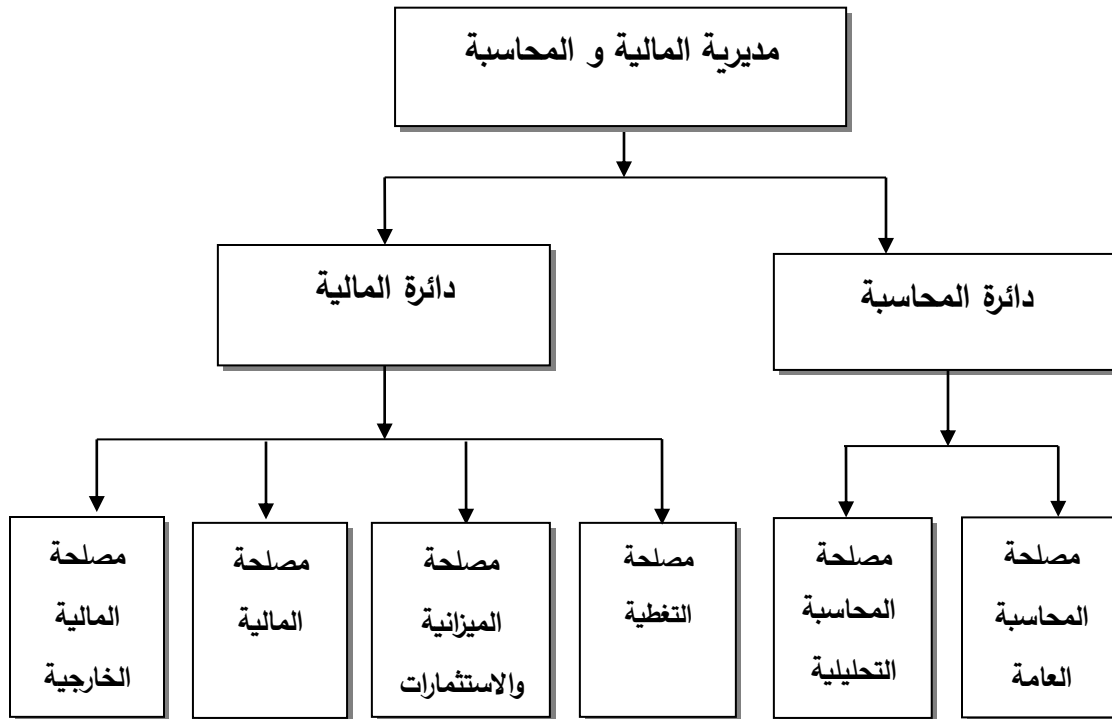 مديرية المالية و المحاسبة
دائرة المحاسبة
دائرة المالية
مصلحة
المحاسبة
العامة
مصلحة
المحاسبة
التحليلية
مصلحة
التغطية
مصلحة
الميزانية
والاستثمارات
مصلحة
المالية
مصلحة
المالية
الخارجية